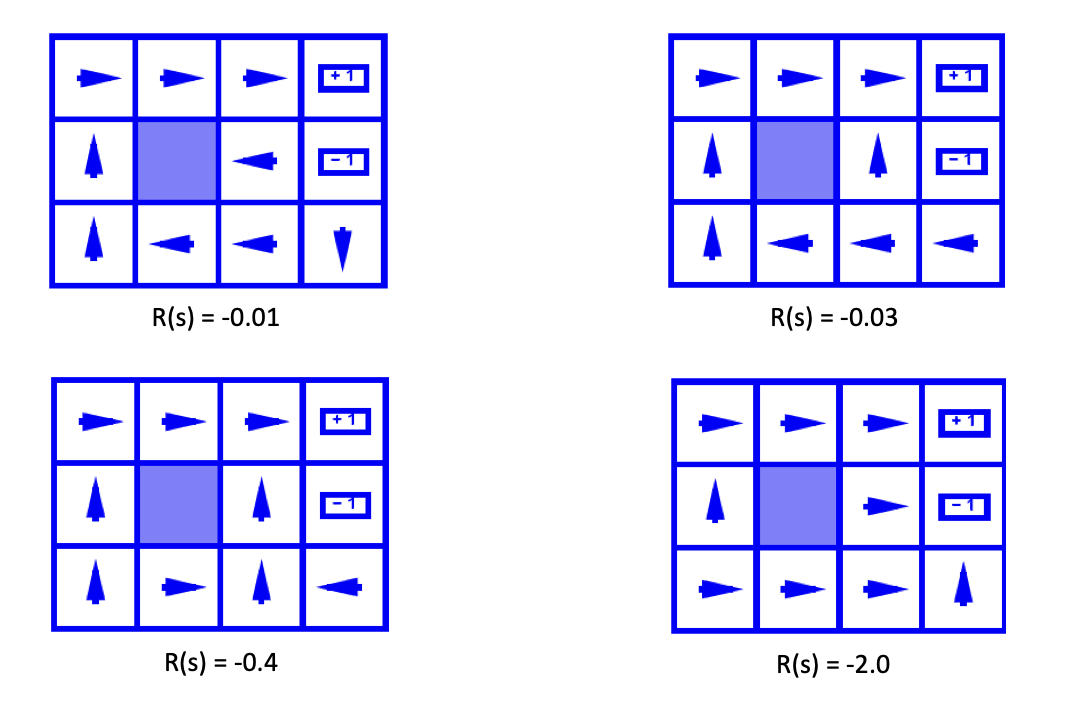 + 1
+ 1
− 1
− 1
R(s) = -0.01
R(s) = -0.03
+ 1
+ 1
− 1
− 1
R(s) = -0.4
R(s) = -2.0